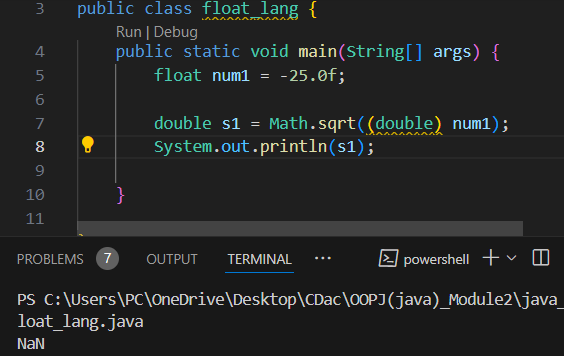 3 public class float_lang {
Run | Debug
4 public static void main(String[] args) {
5 float num1 = -25.0f;
6
7 double s1 = Math.sqrt((double) num1);
8 System.out.println(s1);
9
10 }
11
PROBLEMS 7 OUTPUT TERMINAL ··· powershell
PS C:\Users\PC\OneDrive\Desktop\CDac\OOPJ(java)_Module2\java_
loat_lang.java
NaN